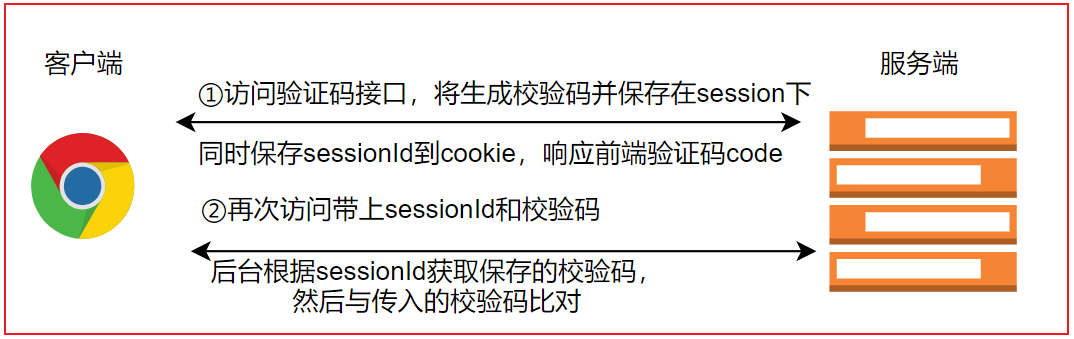 客户端
服务端
①访问验证码接口，将生成校验码并保存在session下
同时保存sessionId到cookie，响应前端验证码code
②再次访问带上sessionId和校验码
后台根据sessionId获取保存的校验码，
然后与传入的校验码比对